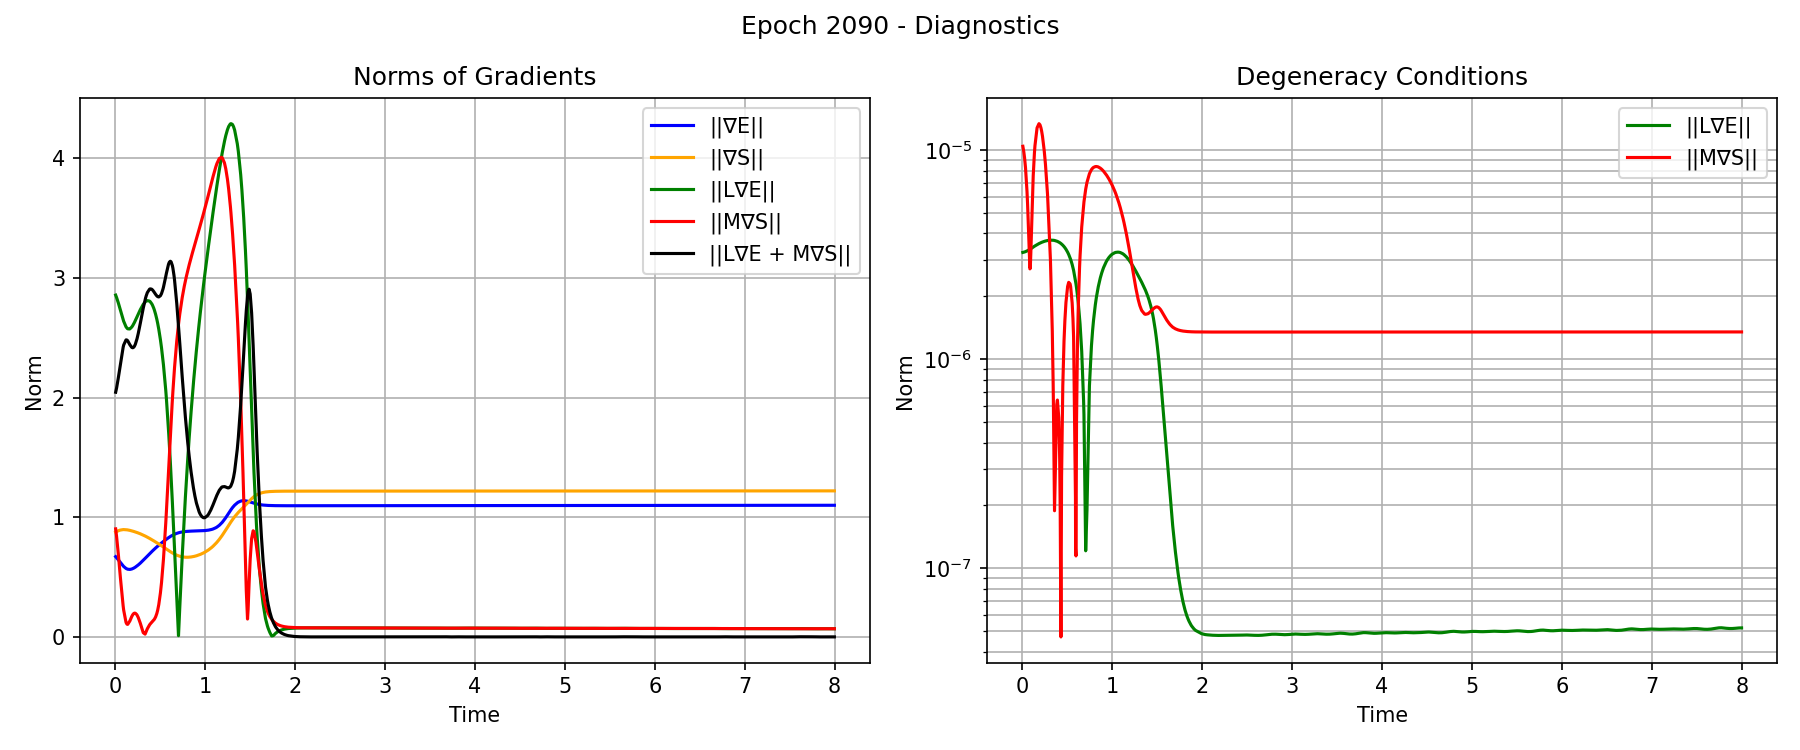 Epoch 2090 - Diagnostics
Norms of Gradients
Norm
4
3
2
1
0
||∇E||
||∇S||
||L∇E||
||M∇S||
||L∇E + M∇S||
0 1 2 3 4 5 6 7 8
Time
Degeneracy Conditions
Norm
10⁻⁵
10⁻⁶
10⁻⁷
||L∇E||
||M∇S||
0 1 2 3 4 5 6 7 8
Time